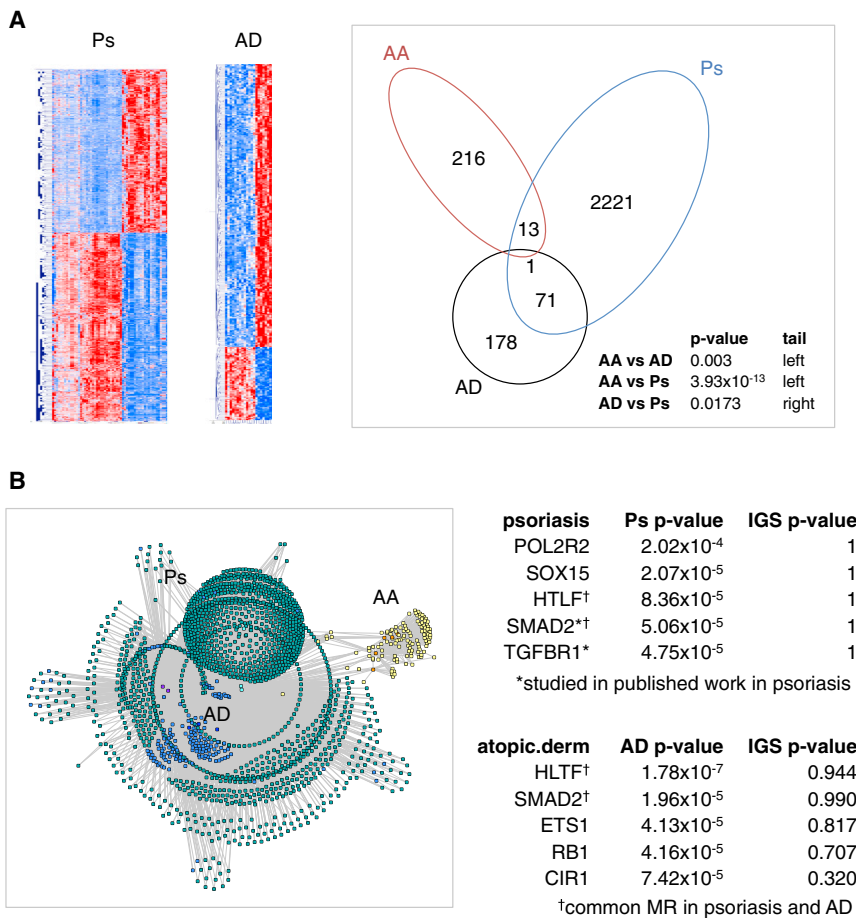 A
Ps
AD
AA
Ps
216
2221
13
1
71
178
AD
p-value tail
AA vs AD 0.003 left
AA vs Ps 3.93x10⁻¹³ left
AD vs Ps 0.0173 right
B
Ps
AA
AD
psoriasis Ps p-value IGS p-value
POL2R2 2.02x10⁻⁴ 1
SOX15 2.07x10⁻⁵ 1
HTLF† 8.36x10⁻⁵ 1
SMAD2*† 5.06x10⁻⁵ 1
TGFBR1* 4.75x10⁻⁵ 1
*studied in published work in psoriasis
atopic.derm AD p-value IGS p-value
HLTF† 1.78x10⁻⁷ 0.944
SMAD2† 1.96x10⁻⁵ 0.990
ETS1 4.13x10⁻⁵ 0.817
RB1 4.16x10⁻⁵ 0.707
CIR1 7.42x10⁻⁵ 0.320
†common MR in psoriasis and AD